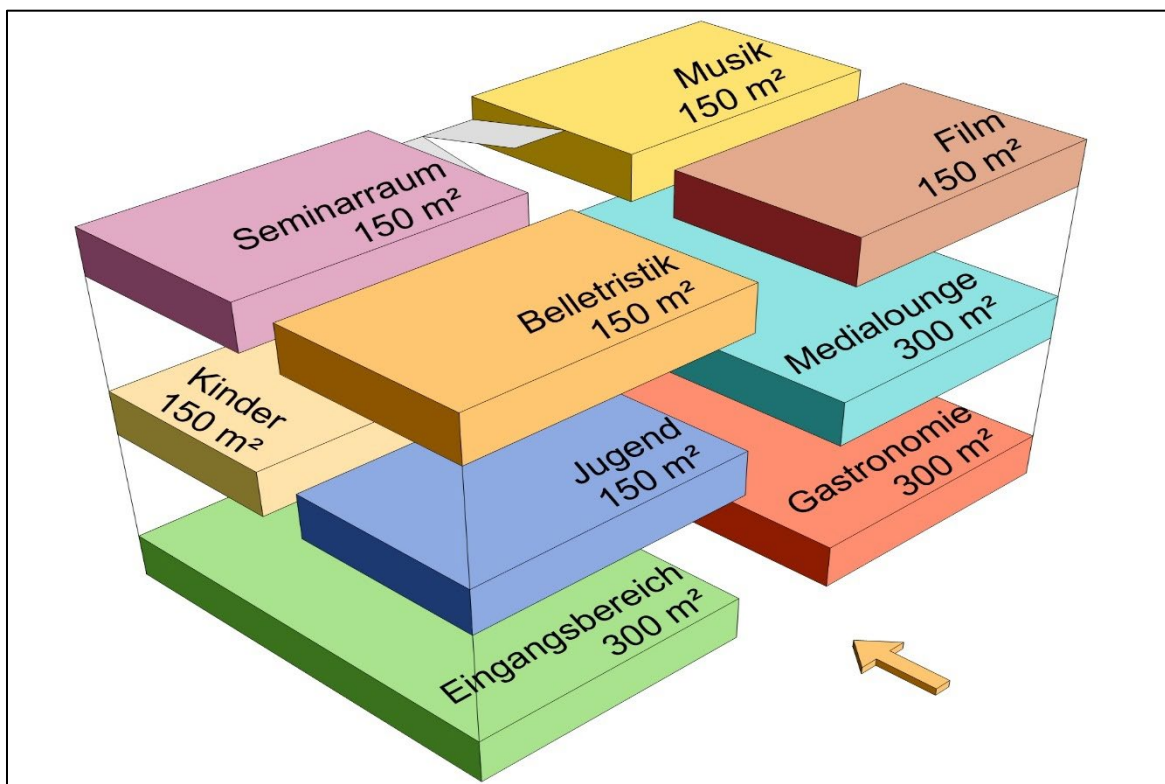 Musik
150 m²
Film
150 m²
Seminarraum
150 m²
Belletristik
150 m²
Medialounge
300 m²
Kinder
150 m²
Jugend
150 m²
Gastronomie
300 m²
Eingangsbereich
300 m²